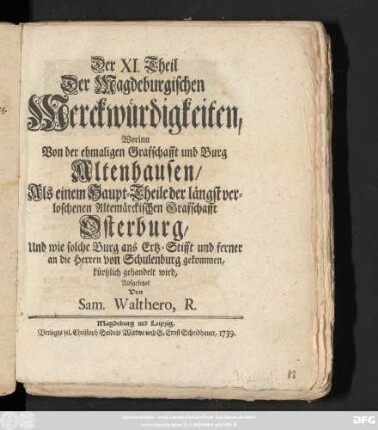 Der XI. Theil
Der Magdeburgischen
Merckwürdigkeiten,
Worinn
Von der ehmaligen Grafschafft und Burg
Altenhausen/
Als einem Haupt-Theile der längst ver-
loschenen Altemärckischen Grafschafft
Osterburg/
Und wie solche Burg ans Ertz-Stifft und ferner
an die Herren von Schulenburg gekommen,
kürtzlich gehandelt wird,
Aufgesetzet
Von
Sam. Walthero, R.
Magdeburg und Leipzig,
Verlegts sel. Christoph Seidels Wittwe und G. Ernst Scheidhauer, 1739.